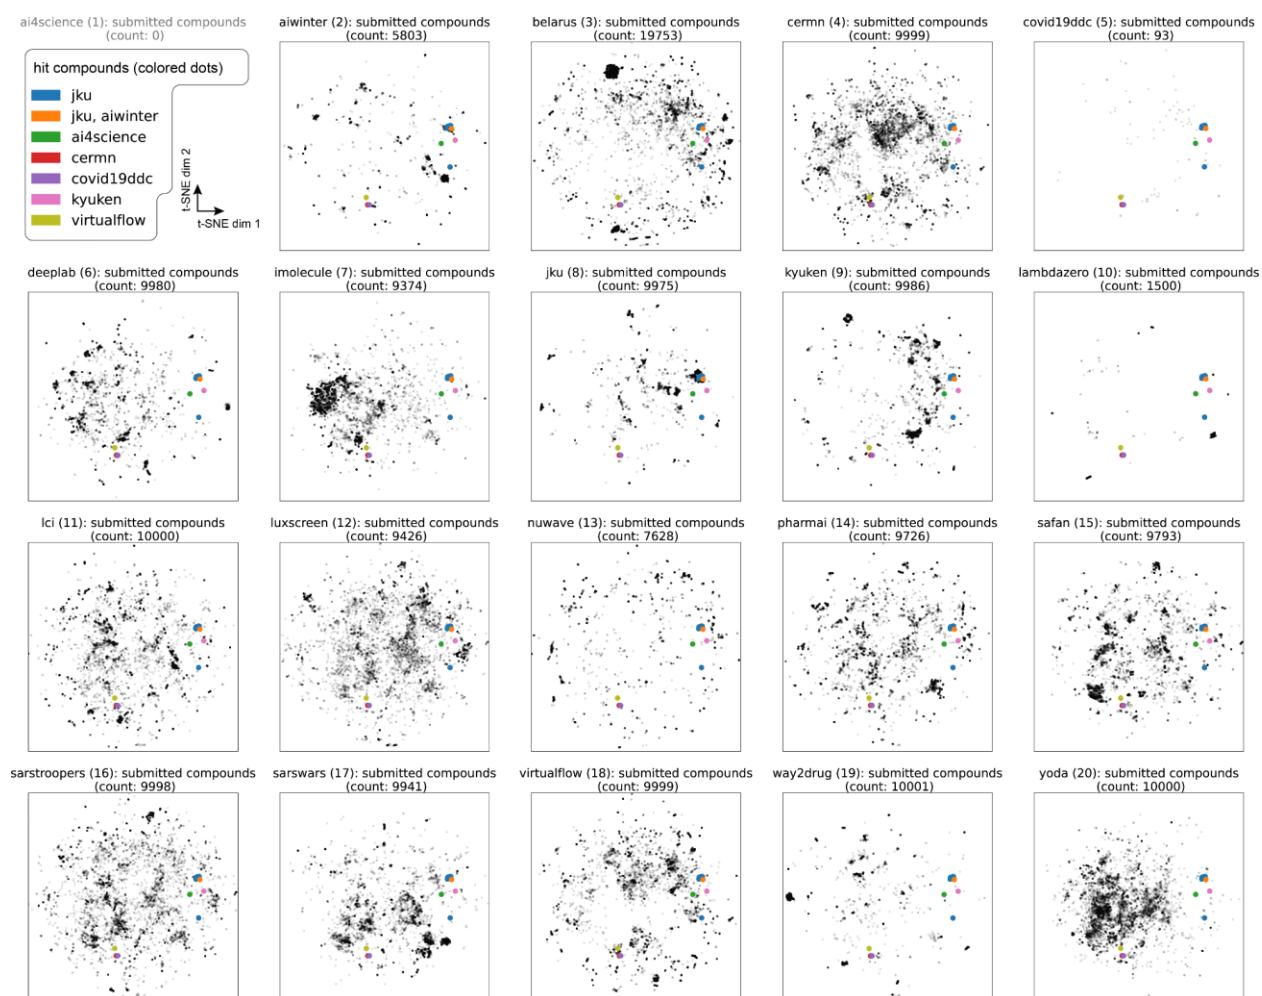 ai4science (1): submitted compounds
(count: 0)
aiwinter (2): submitted compounds
(count: 5803)
belarus (3): submitted compounds
(count: 19753)
cermn (4): submitted compounds
(count: 9999)
covid19ddc (5): submitted compounds
(count: 93)
hit compounds (colored dots)
jku
jku, aiwinter
ai4science
cermn
covid19ddc
kyuken
virtualflow
t-SNE dim 2
t-SNE dim 1
deeplab (6): submitted compounds
(count: 9980)
imolecule (7): submitted compounds
(count: 9374)
jku (8): submitted compounds
(count: 9975)
kyuken (9): submitted compounds
(count: 9986)
lambdazero (10): submitted compounds
(count: 1500)
lci (11): submitted compounds
(count: 10000)
luxscreen (12): submitted compounds
(count: 9426)
nuwave (13): submitted compounds
(count: 7628)
pharmai (14): submitted compounds
(count: 9726)
safan (15): submitted compounds
(count: 9793)
sarstroopers (16): submitted compounds
(count: 9998)
sarswars (17): submitted compounds
(count: 9941)
virtualflow (18): submitted compounds
(count: 9999)
way2drug (19): submitted compounds
(count: 10001)
yoda (20): submitted compounds
(count: 10000)